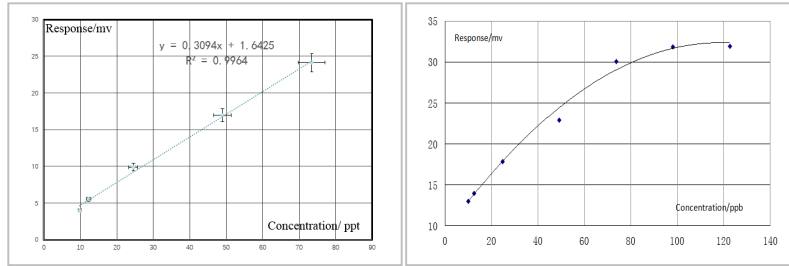 30
Response/mv
y = 0.3094x + 1.6425
R² = 0.9964
25
20
15
10
5
0
Concentration/ ppt
0 10 20 30 40 50 60 70 80 90
35
Response/mv
30
25
20
15
Concentration/ppb
10
0 20 40 60 80 100 120 140